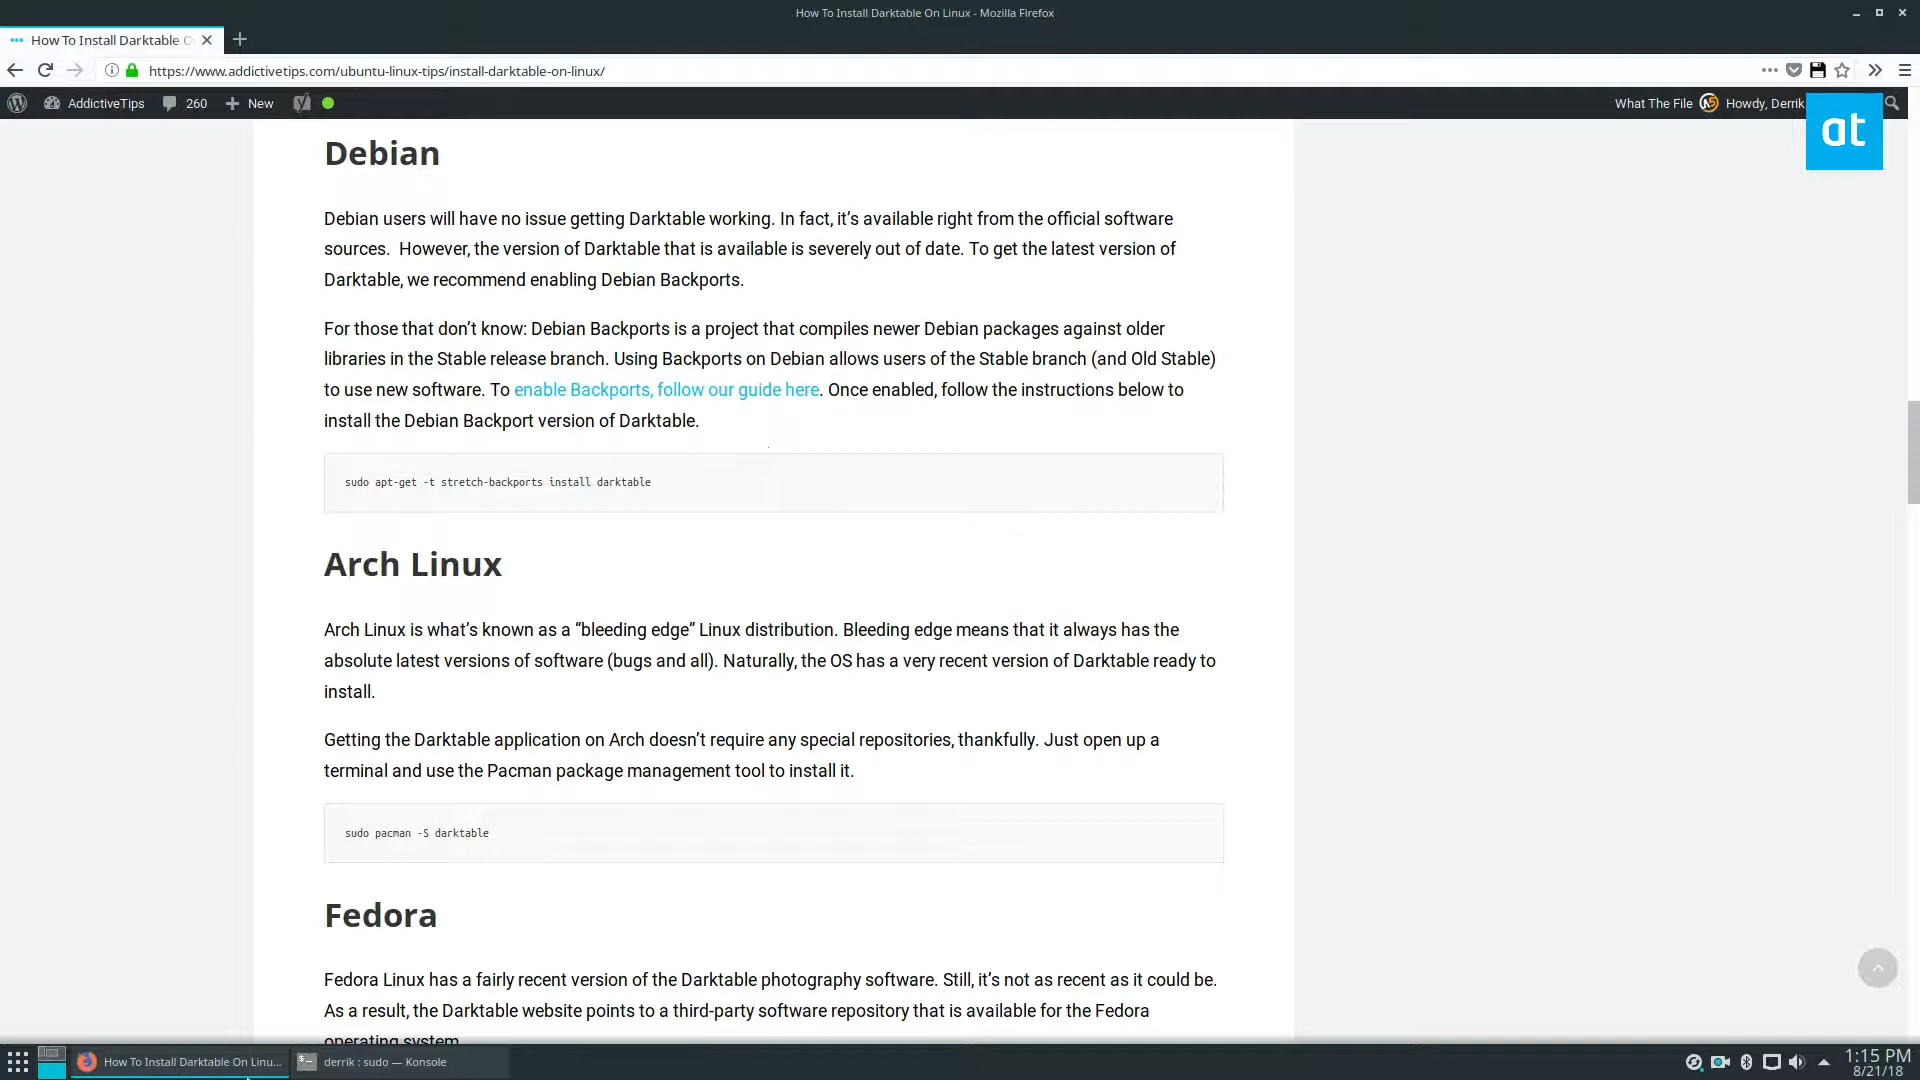 How To Install Darktable On Linux - Mozilla Firefox
How To Install Darktable O
https://www.addictivetips.com/ubuntu-linux-tips/install-darktable-on-linux/
AddictiveTips 260 New What The File Howdy, Derrik
at
Debian
Debian users will have no issue getting Darktable working. In fact, it’s available right from the official software
sources.  However, the version of Darktable that is available is severely out of date. To get the latest version of
Darktable, we recommend enabling Debian Backports.
For those that don’t know: Debian Backports is a project that compiles newer Debian packages against older
libraries in the Stable release branch. Using Backports on Debian allows users of the Stable branch (and Old Stable)
to use new software. To enable Backports, follow our guide here. Once enabled, follow the instructions below to
install the Debian Backport version of Darktable.
sudo apt-get -t stretch-backports install darktable
Arch Linux
Arch Linux is what’s known as a “bleeding edge” Linux distribution. Bleeding edge means that it always has the
absolute latest versions of software (bugs and all). Naturally, the OS has a very recent version of Darktable ready to
install.
Getting the Darktable application on Arch doesn’t require any special repositories, thankfully. Just open up a
terminal and use the Pacman package management tool to install it.
sudo pacman -S darktable
Fedora
Fedora Linux has a fairly recent version of the Darktable photography software. Still, it’s not as recent as it could be.
As a result, the Darktable website points to a third-party software repository that is available for the Fedora
operating system
How To Install Darktable On Linu... derrik : sudo — Konsole 1:15 PM
8/21/18